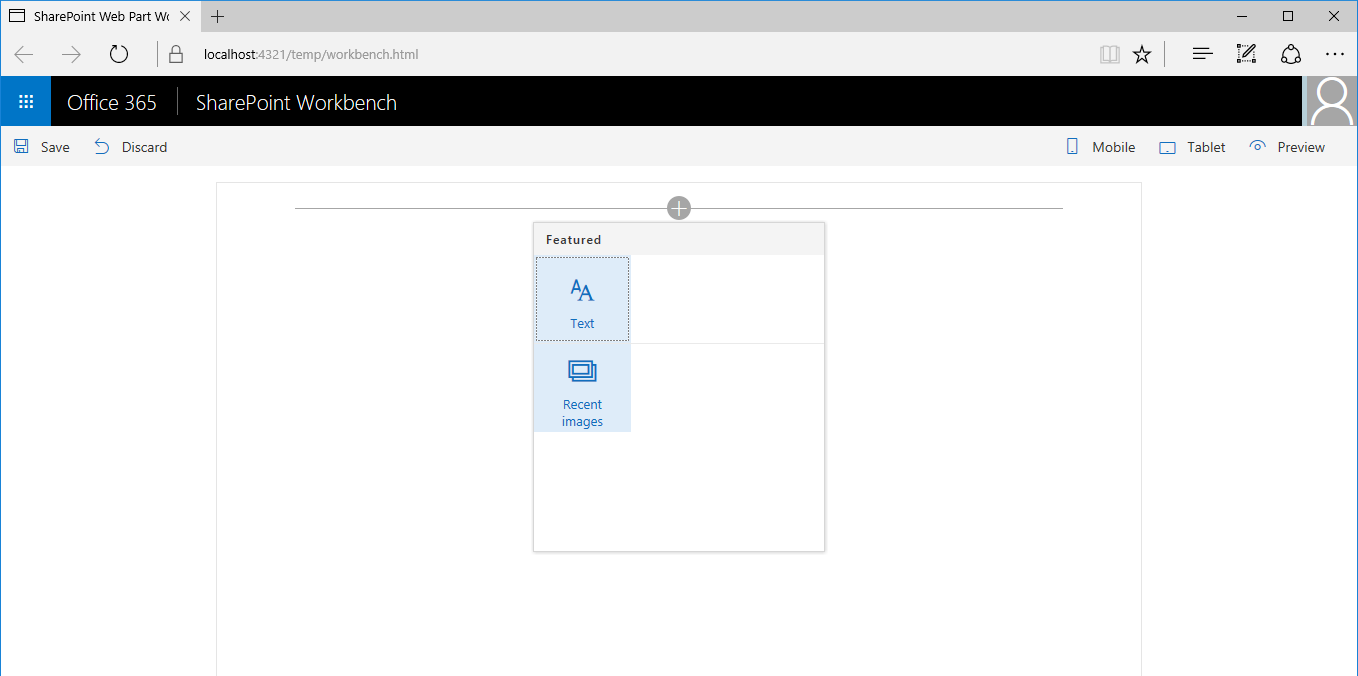 SharePoint Web Part Wo
localhost:4321/temp/workbench.html
Office 365 SharePoint Workbench
Save Discard Mobile Tablet Preview
Featured
Text
Recent
images